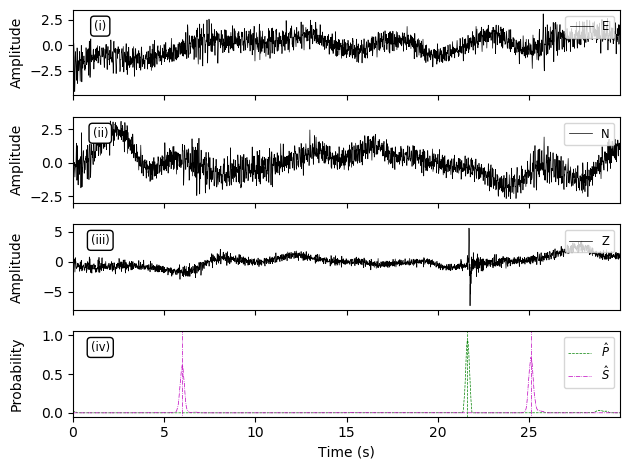 Amplitude
2.5
0.0
−2.5
(i)
E
Amplitude
2.5
0.0
−2.5
(ii)
N
Amplitude
5
0
−5
(iii)
Z
Probability
1.0
0.5
0.0
(iv)
P̂
Ŝ
0 5 10 15 20 25
Time (s)